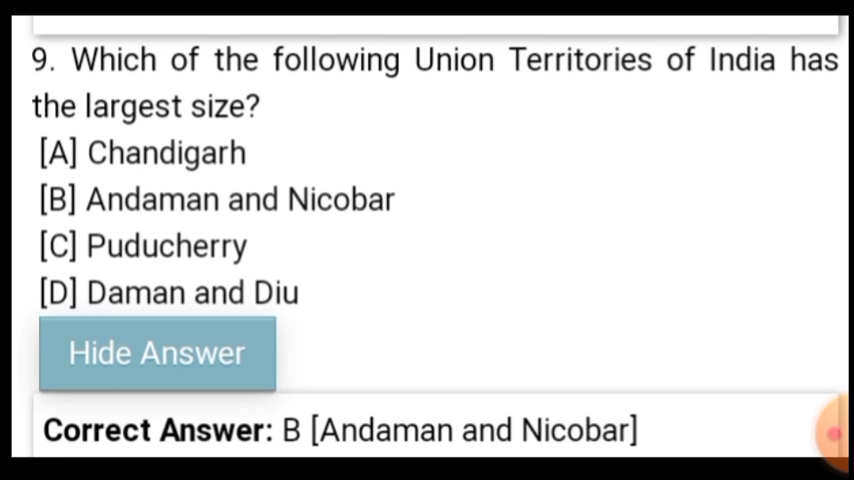 9. Which of the following Union Territories of India has
the largest size?
[A] Chandigarh
[B] Andaman and Nicobar
[C] Puducherry
[D] Daman and Diu
Hide Answer
Correct Answer: B [Andaman and Nicobar]